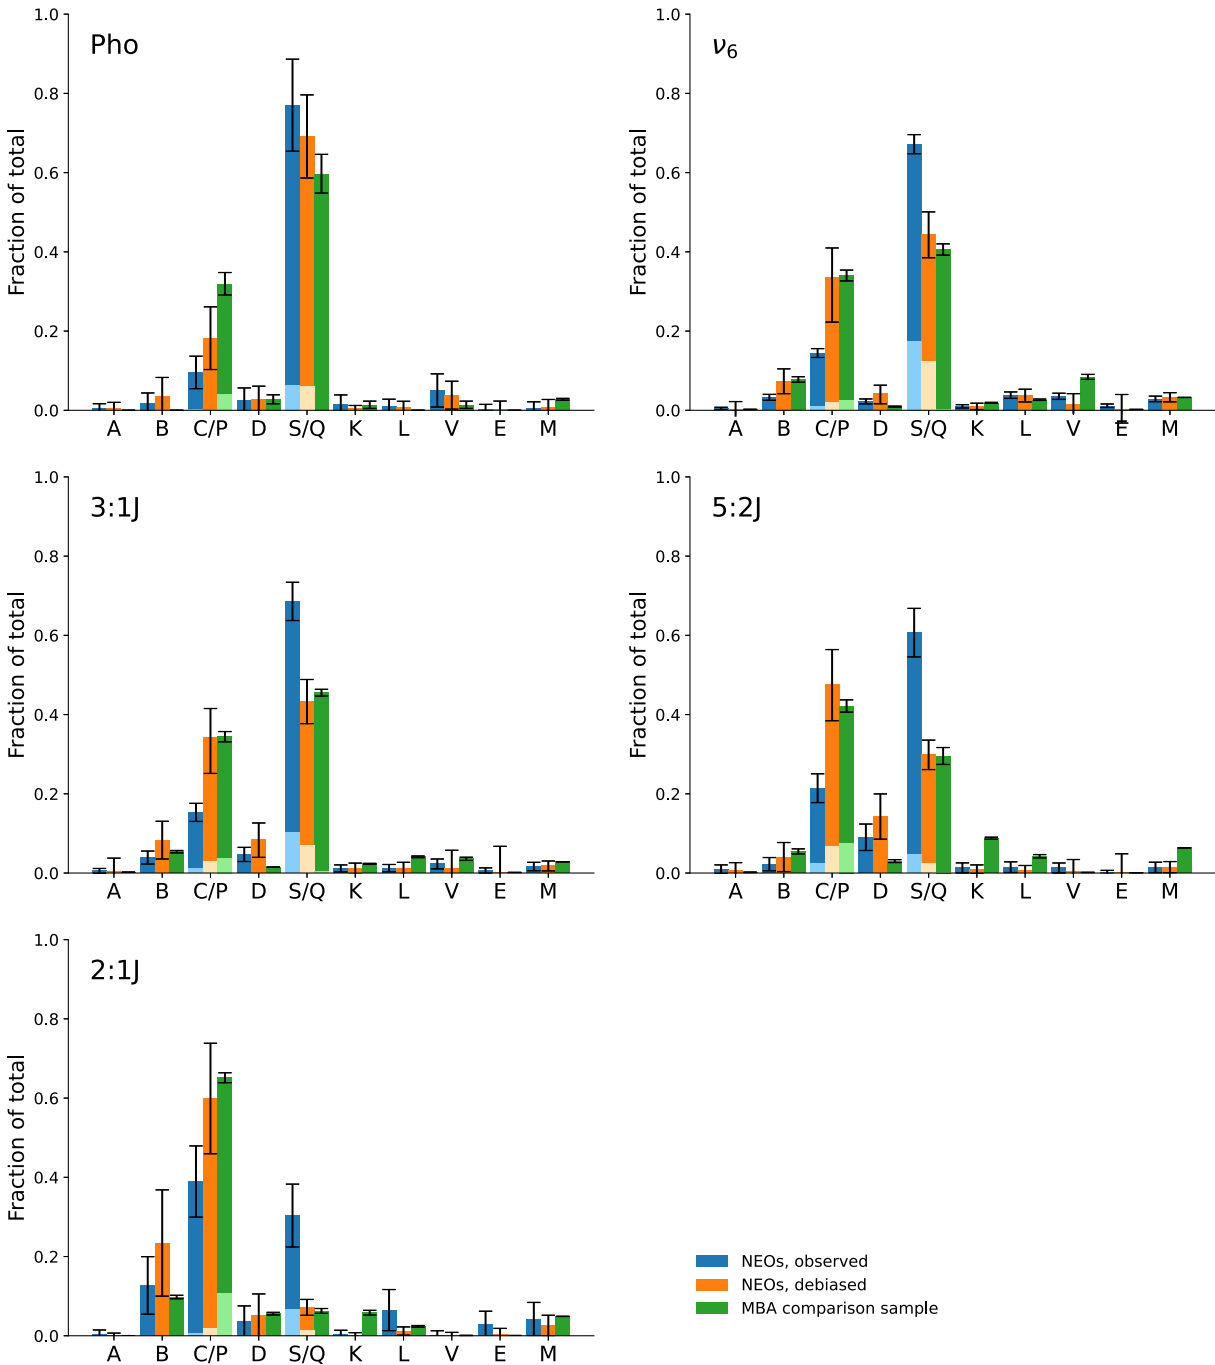 Pho
Fraction of total
1.0
0.8
0.6
0.4
0.2
0.0
A B C/P D S/Q K L V E M
ν6
Fraction of total
1.0
0.8
0.6
0.4
0.2
0.0
A B C/P D S/Q K L V E M
3:1J
Fraction of total
1.0
0.8
0.6
0.4
0.2
0.0
A B C/P D S/Q K L V E M
5:2J
Fraction of total
1.0
0.8
0.6
0.4
0.2
0.0
A B C/P D S/Q K L V E M
2:1J
Fraction of total
1.0
0.8
0.6
0.4
0.2
0.0
A B C/P D S/Q K L V E M
NEOs, observed
NEOs, debiased
MBA comparison sample